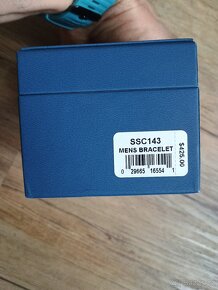 SSC143
MENS BRACELET
0 29665 16554 1
$425.00